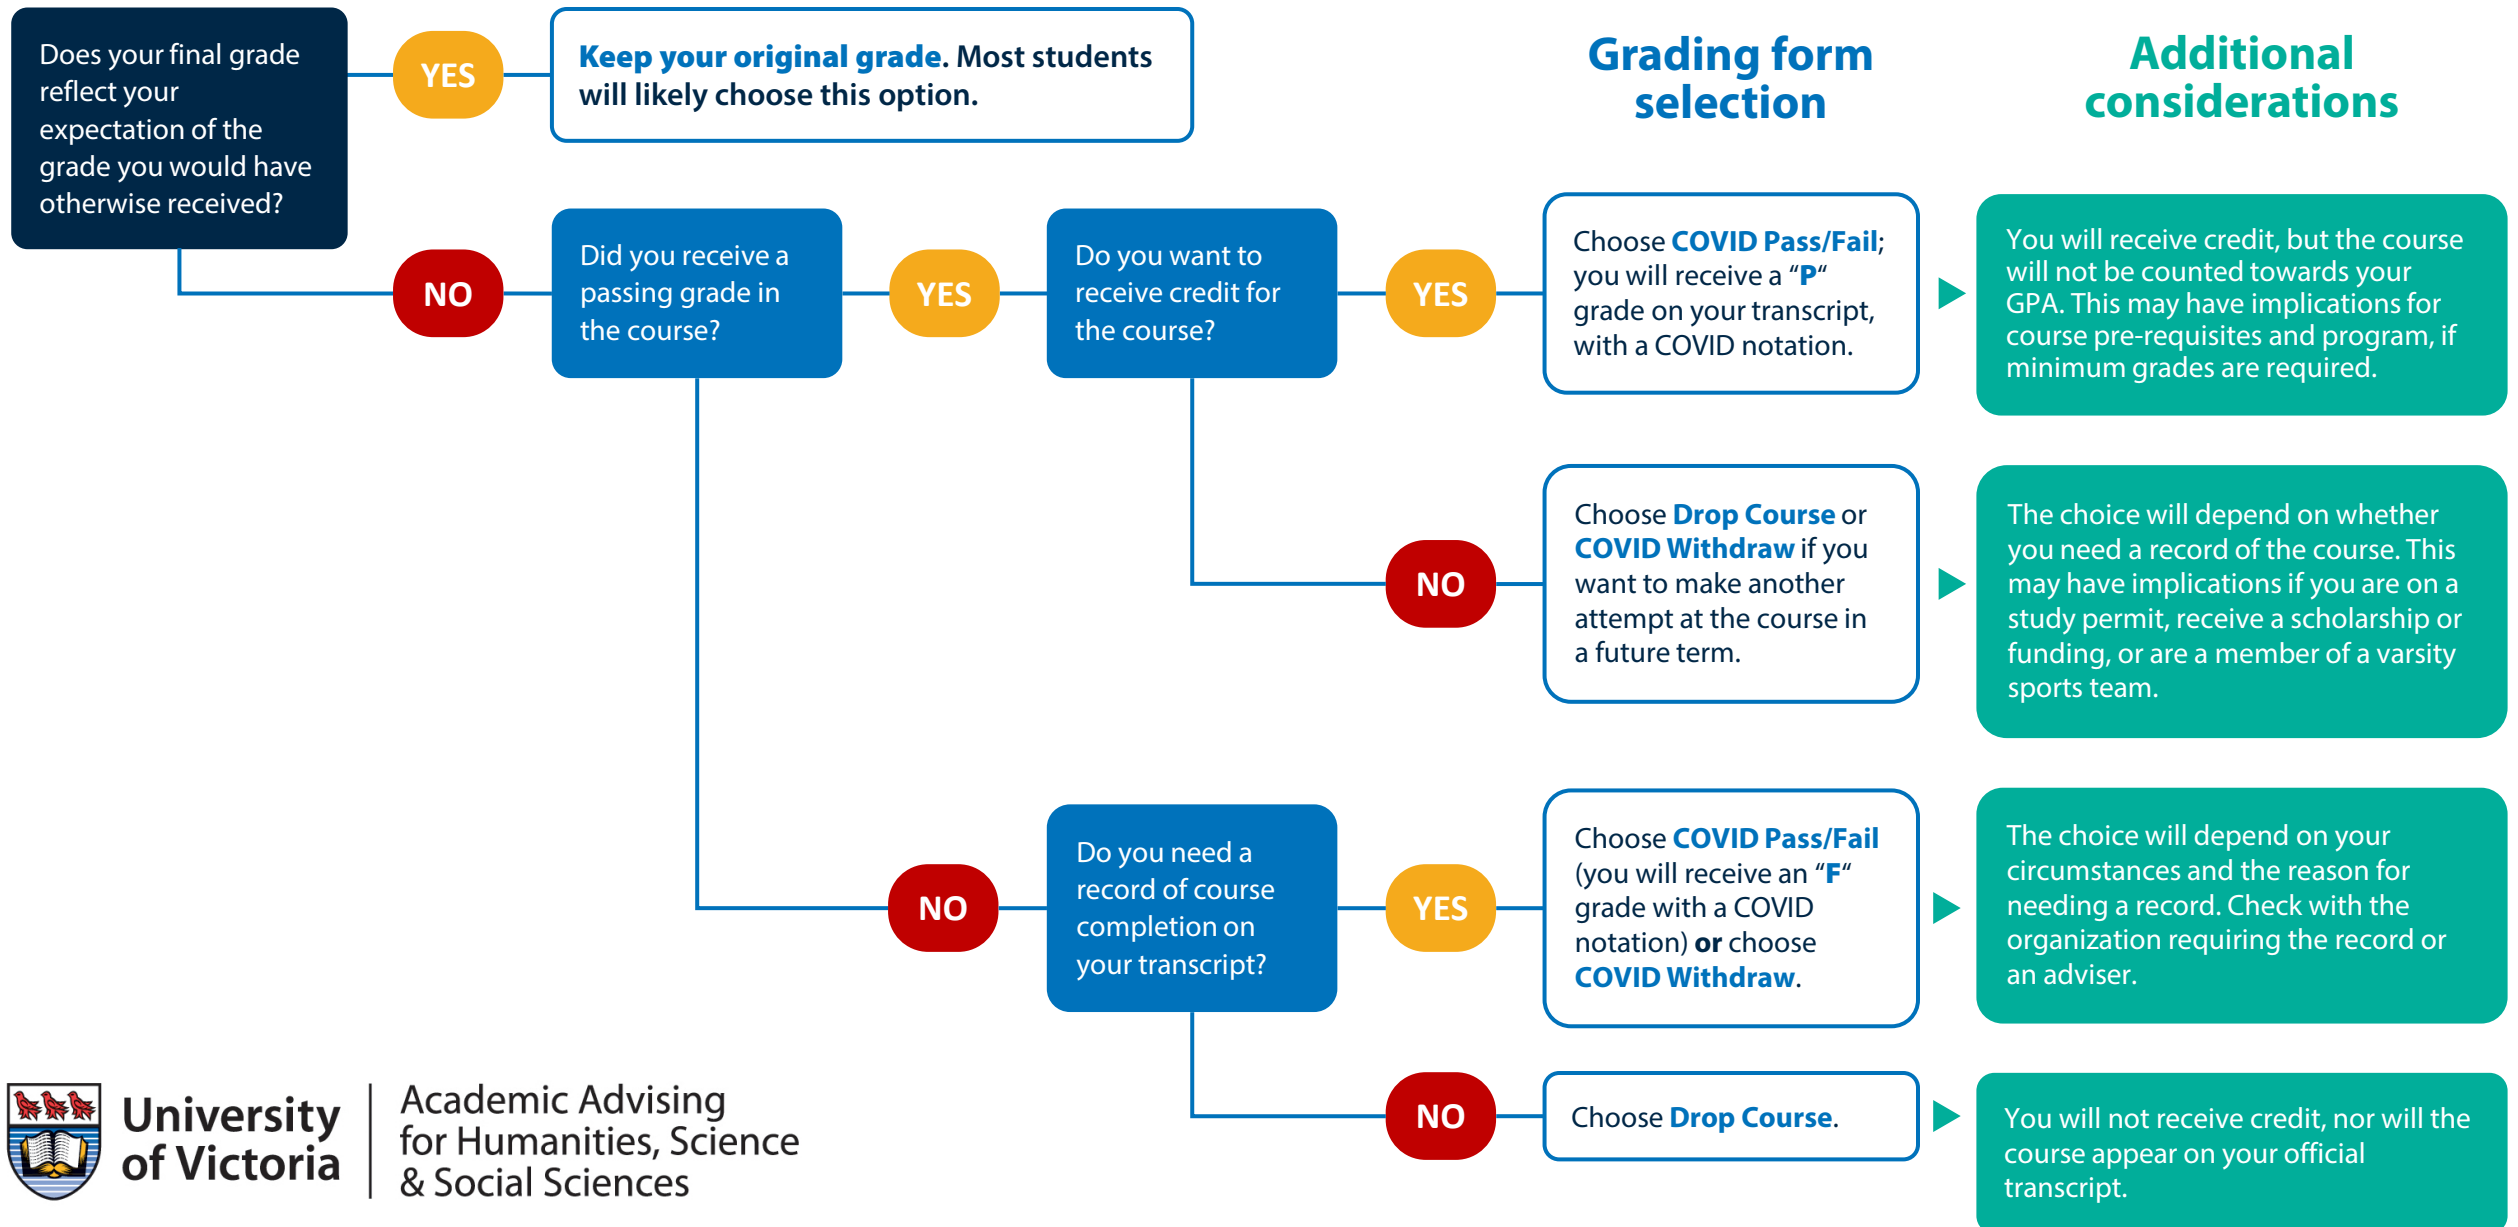 Does your final grade
reflect your
expectation of the
grade you would have
otherwise received?
YES
Keep your original grade. Most students
will likely choose this option.
Grading form
selection
Additional
considerations
NO
Did you receive a
passing grade in
the course?
YES
Do you want to
receive credit for
the course?
YES
Choose COVID Pass/Fail;
you will receive a “P“
grade on your transcript,
with a COVID notation.
You will receive credit, but the course
will not be counted towards your
GPA. This may have implications for
course pre-requisites and program, if
minimum grades are required.
NO
Choose Drop Course or
COVID Withdraw if you
want to make another
attempt at the course in
a future term.
The choice will depend on whether
you need a record of the course. This
may have implications if you are on a
study permit, receive a scholarship or
funding, or are a member of a varsity
sports team.
NO
Do you need a
record of course
completion on
your transcript?
YES
Choose COVID Pass/Fail
(you will receive an “F“
grade with a COVID
notation) or choose
COVID Withdraw.
The choice will depend on your
circumstances and the reason for
needing a record. Check with the
organization requiring the record or
an adviser.
NO
Choose Drop Course.
You will not receive credit, nor will the
course appear on your official
transcript.
University
of Victoria
Academic Advising
for Humanities, Science
& Social Sciences